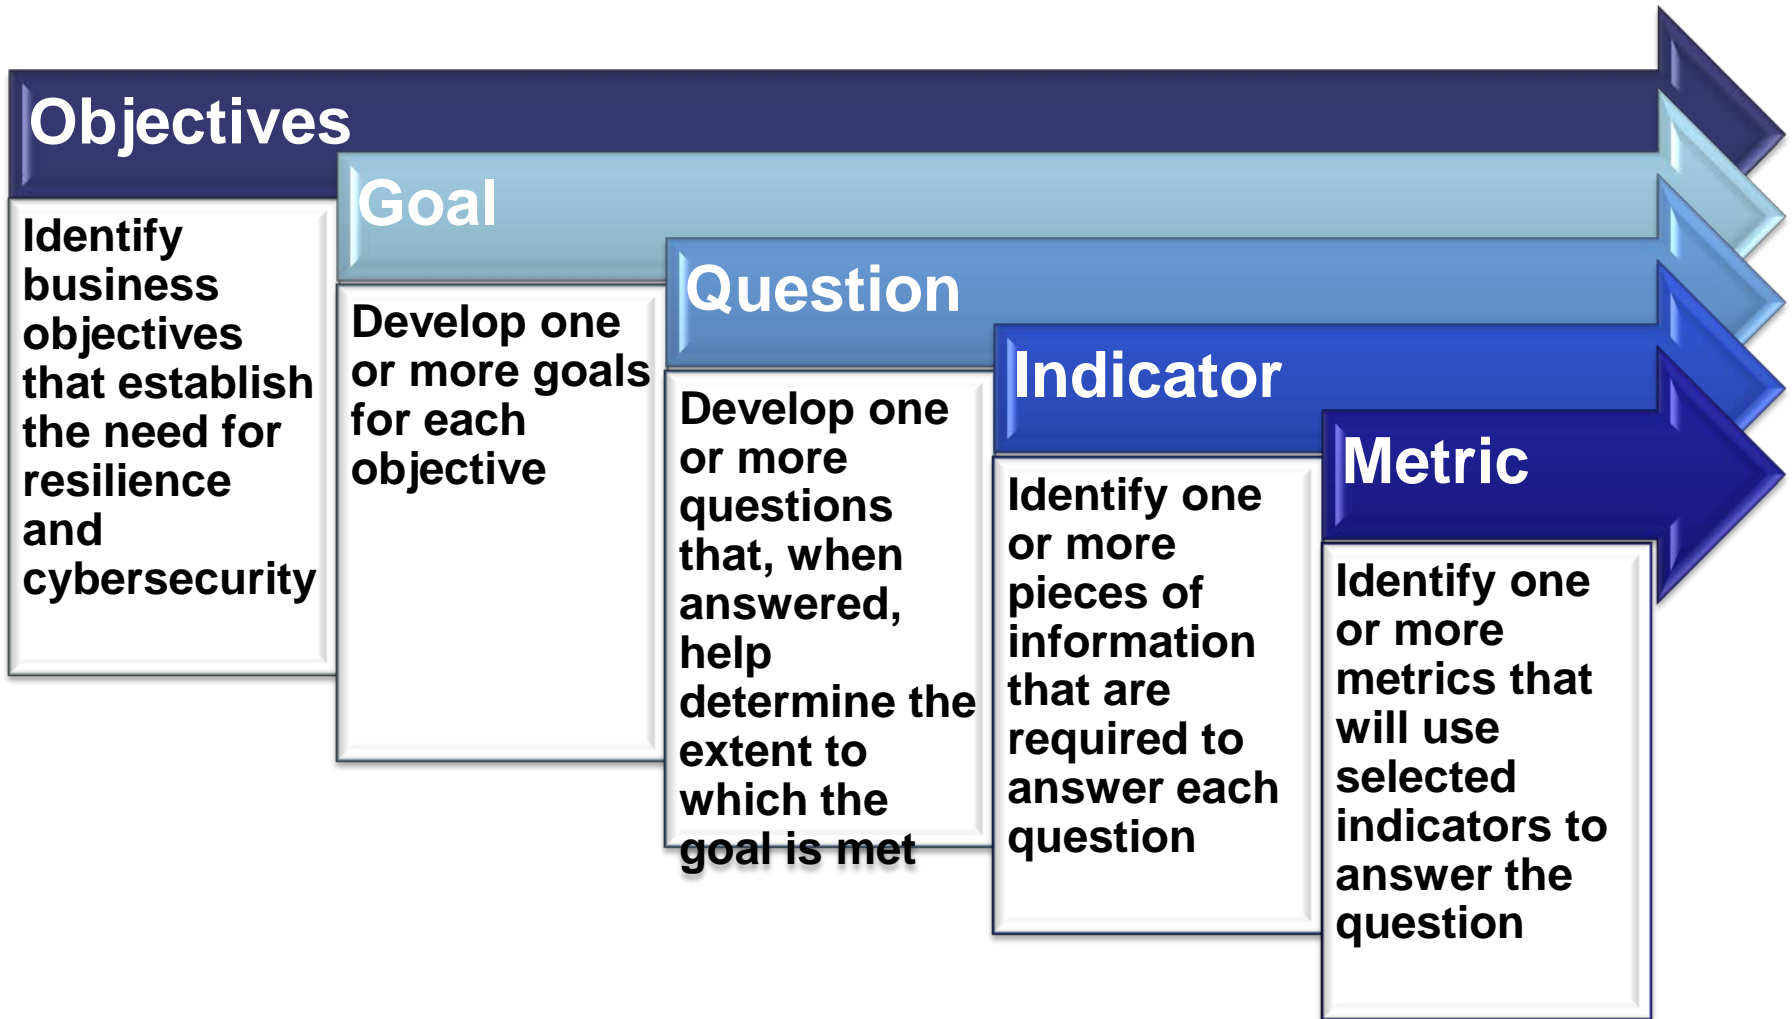 Objectives
Identify
business
objectives
that establish
the need for
resilience
and
cybersecurity
Goal
Develop one
or more goals
for each
objective
Question
Develop one
or more
questions
that, when
answered,
help
determine the
extent to
which the
goal is met
Indicator
Identify one
or more
pieces of
information
that are
required to
answer each
question
Metric
Identify one
or more
metrics that
will use
selected
indicators to
answer the
question